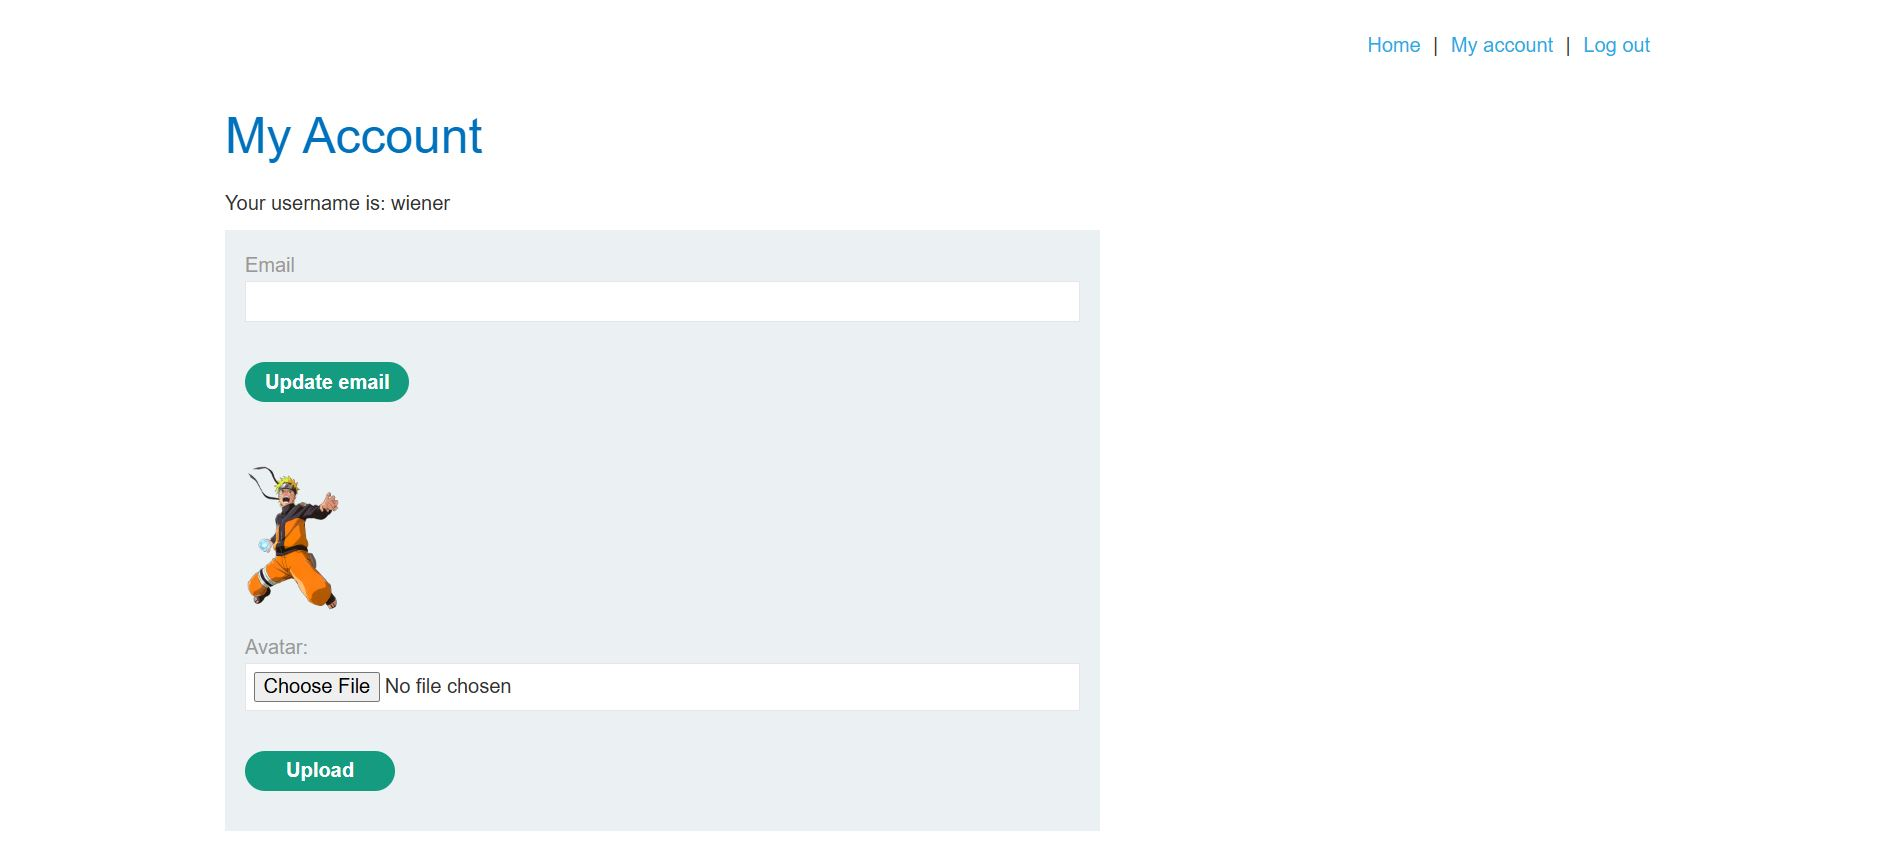 Home | My account | Log out
My Account
Your username is: wiener
Email
Update email
Avatar:
Choose File No file chosen
Upload